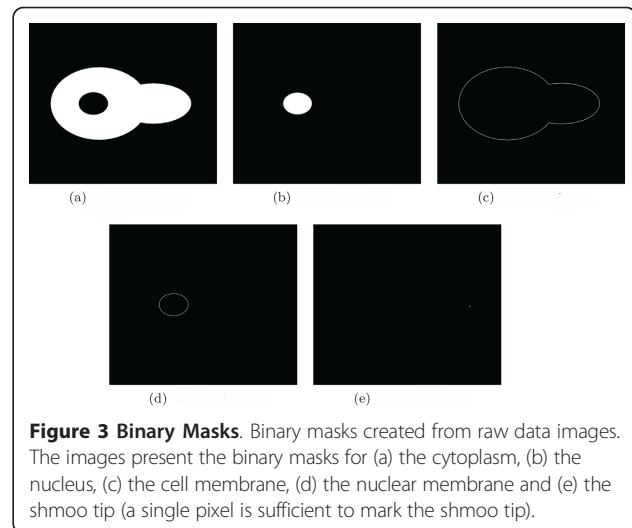 (a) (b) (c)
(d) (e)
Figure 3 Binary Masks. Binary masks created from raw data images.
The images present the binary masks for (a) the cytoplasm, (b) the
nucleus, (c) the cell membrane, (d) the nuclear membrane and (e) the
shmoo tip (a single pixel is sufficient to mark the shmoo tip).